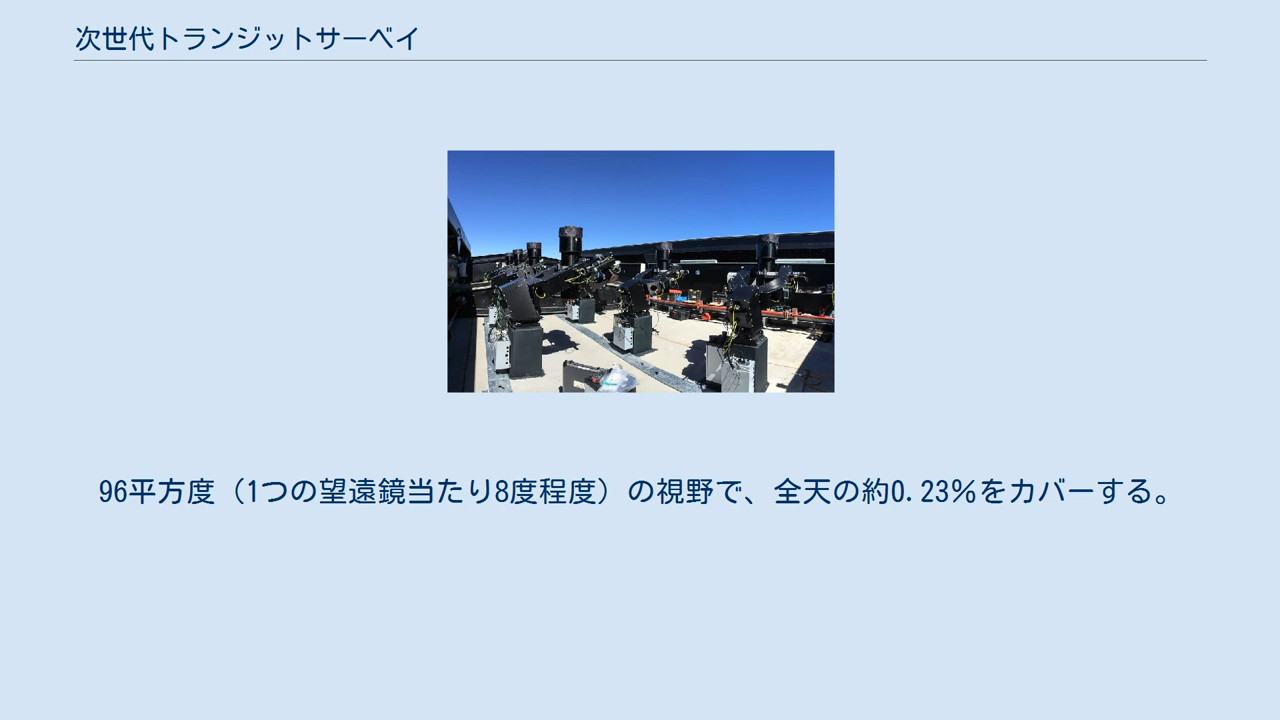 次世代トランジットサーベイ
96平方度（1つの望遠鏡当たり8度程度）の視野で、全天の約0.23％をカバーする。